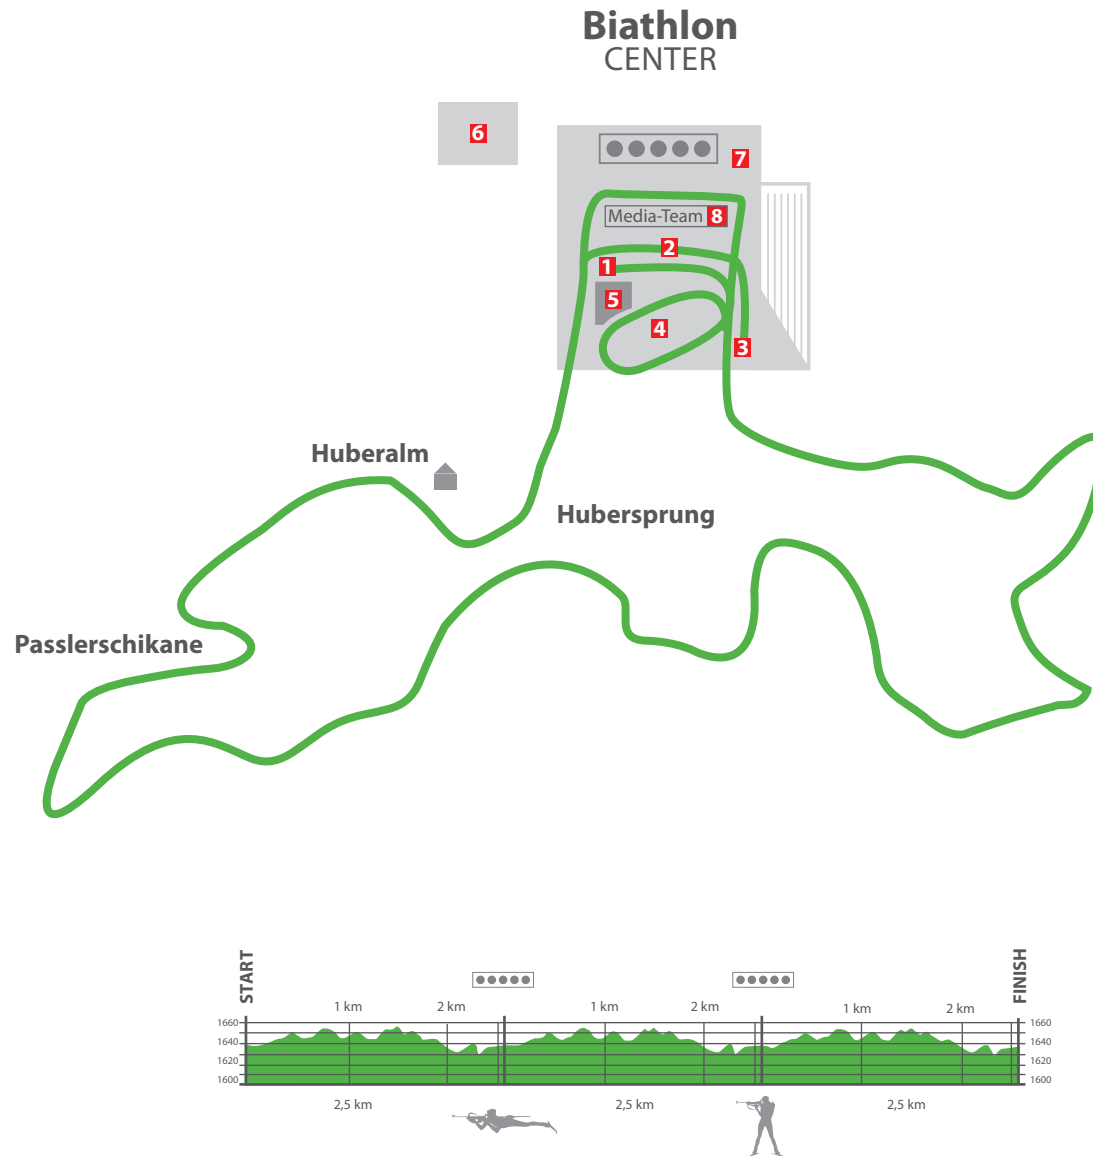 Biathlon
CENTER
6
7
Media-Team 8
2
1
5
4
3
Huberalm
Hubersprung
Passlerschikane
START
FINISH
1 km 2 km 1 km 2 km 1 km 2 km
1660 1660
1640 1640
1620 1620
1600 1600
2,5 km 2,5 km 2,5 km